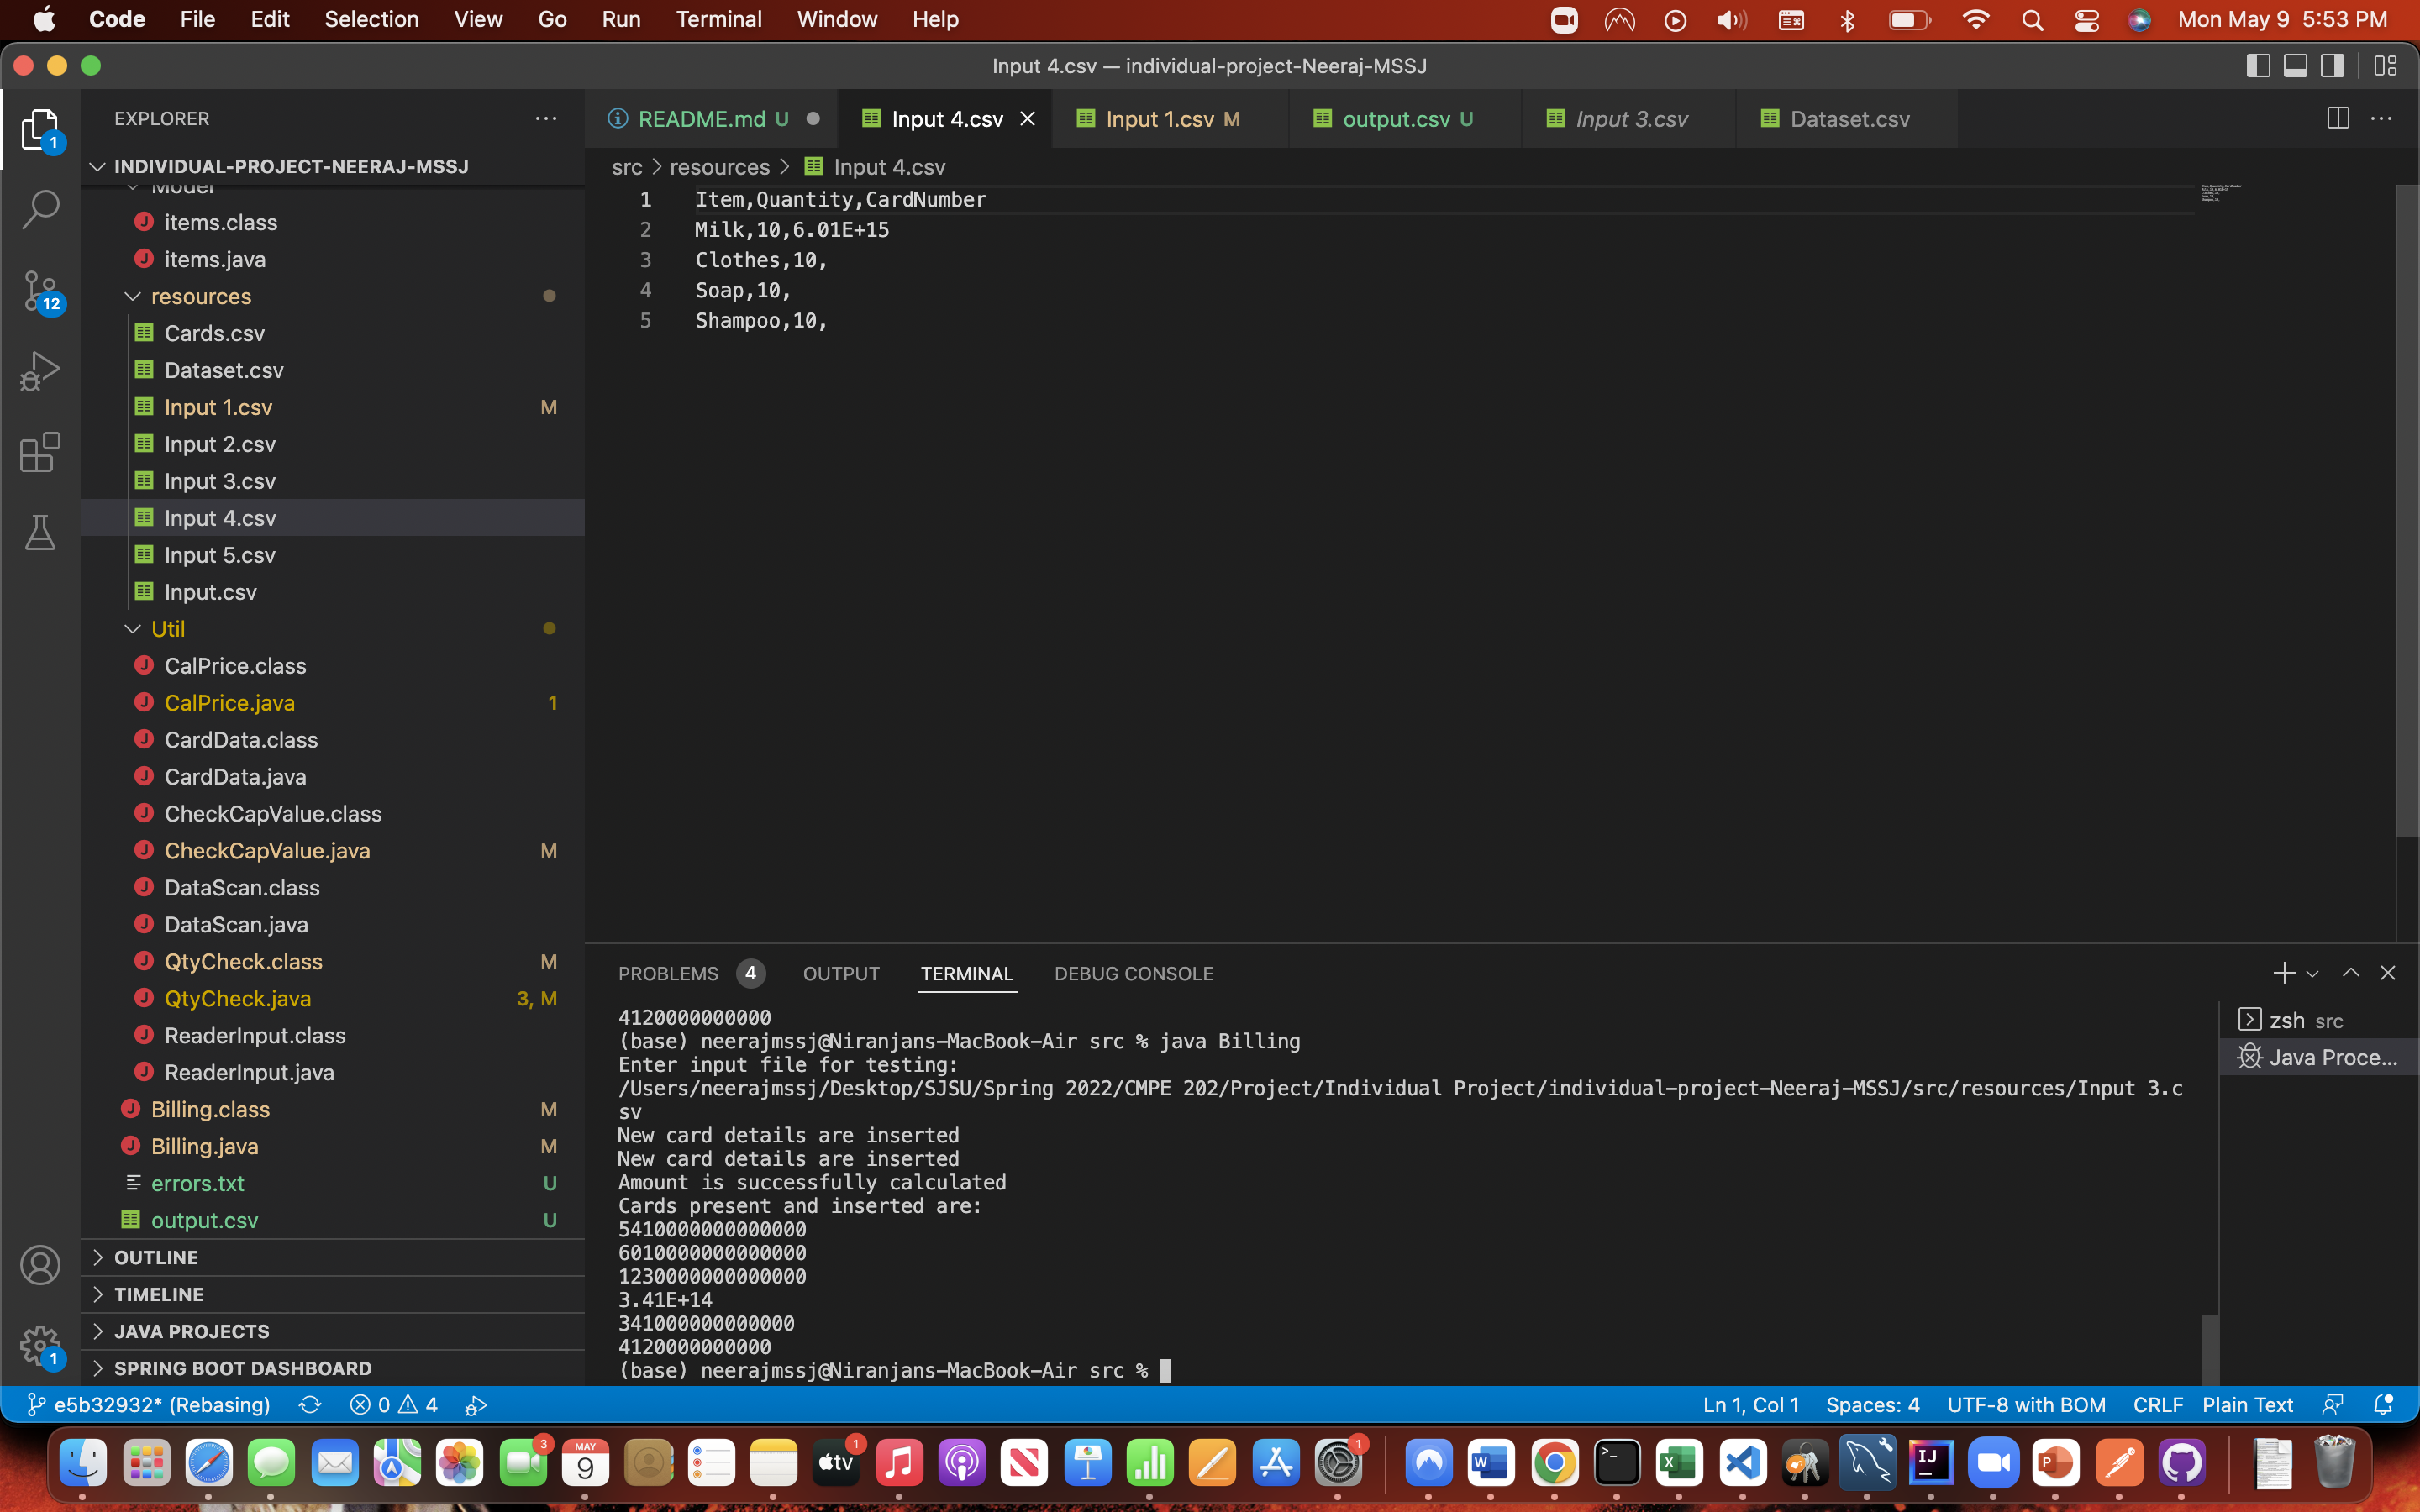 Code File Edit Selection View Go Run Terminal Window Help Mon May 9 5:53 PM
Input 4.csv — individual-project-Neeraj-MSSJ
EXPLORER
INDIVIDUAL-PROJECT-NEERAJ-MSSJ
Model
items.class
items.java
resources
Cards.csv
Dataset.csv
Input 1.csv M
Input 2.csv
Input 3.csv
Input 4.csv
Input 5.csv
Input.csv
Util
CalPrice.class
CalPrice.java 1
CardData.class
CardData.java
CheckCapValue.class
CheckCapValue.java M
DataScan.class
DataScan.java
QtyCheck.class M
QtyCheck.java 3, M
ReaderInput.class
ReaderInput.java
Billing.class M
Billing.java M
errors.txt U
output.csv U
OUTLINE
TIMELINE
JAVA PROJECTS
SPRING BOOT DASHBOARD
1
12
1
README.md U Input 4.csv Input 1.csv M output.csv U Input 3.csv Dataset.csv
src > resources > Input 4.csv
1 Item,Quantity,CardNumber
2 Milk,10,6.01E+15
3 Clothes,10,
4 Soap,10,
5 Shampoo,10,
PROBLEMS 4 OUTPUT TERMINAL DEBUG CONSOLE
4120000000000
(base) neerajmssj@Niranjans-MacBook-Air src % java Billing
Enter input file for testing:
/Users/neerajmssj/Desktop/SJSU/Spring 2022/CMPE 202/Project/Individual Project/individual-project-Neeraj-MSSJ/src/resources/Input 3.c
sv
New card details are inserted
New card details are inserted
Amount is successfully calculated
Cards present and inserted are:
5410000000000000
6010000000000000
1230000000000000
3.41E+14
341000000000000
4120000000000
(base) neerajmssj@Niranjans-MacBook-Air src %
zsh src
Java Proce...
e5b32932* (Rebasing) 0 4 Ln 1, Col 1 Spaces: 4 UTF-8 with BOM CRLF Plain Text
3 MAY 9 tv 1 1 W X IJ P